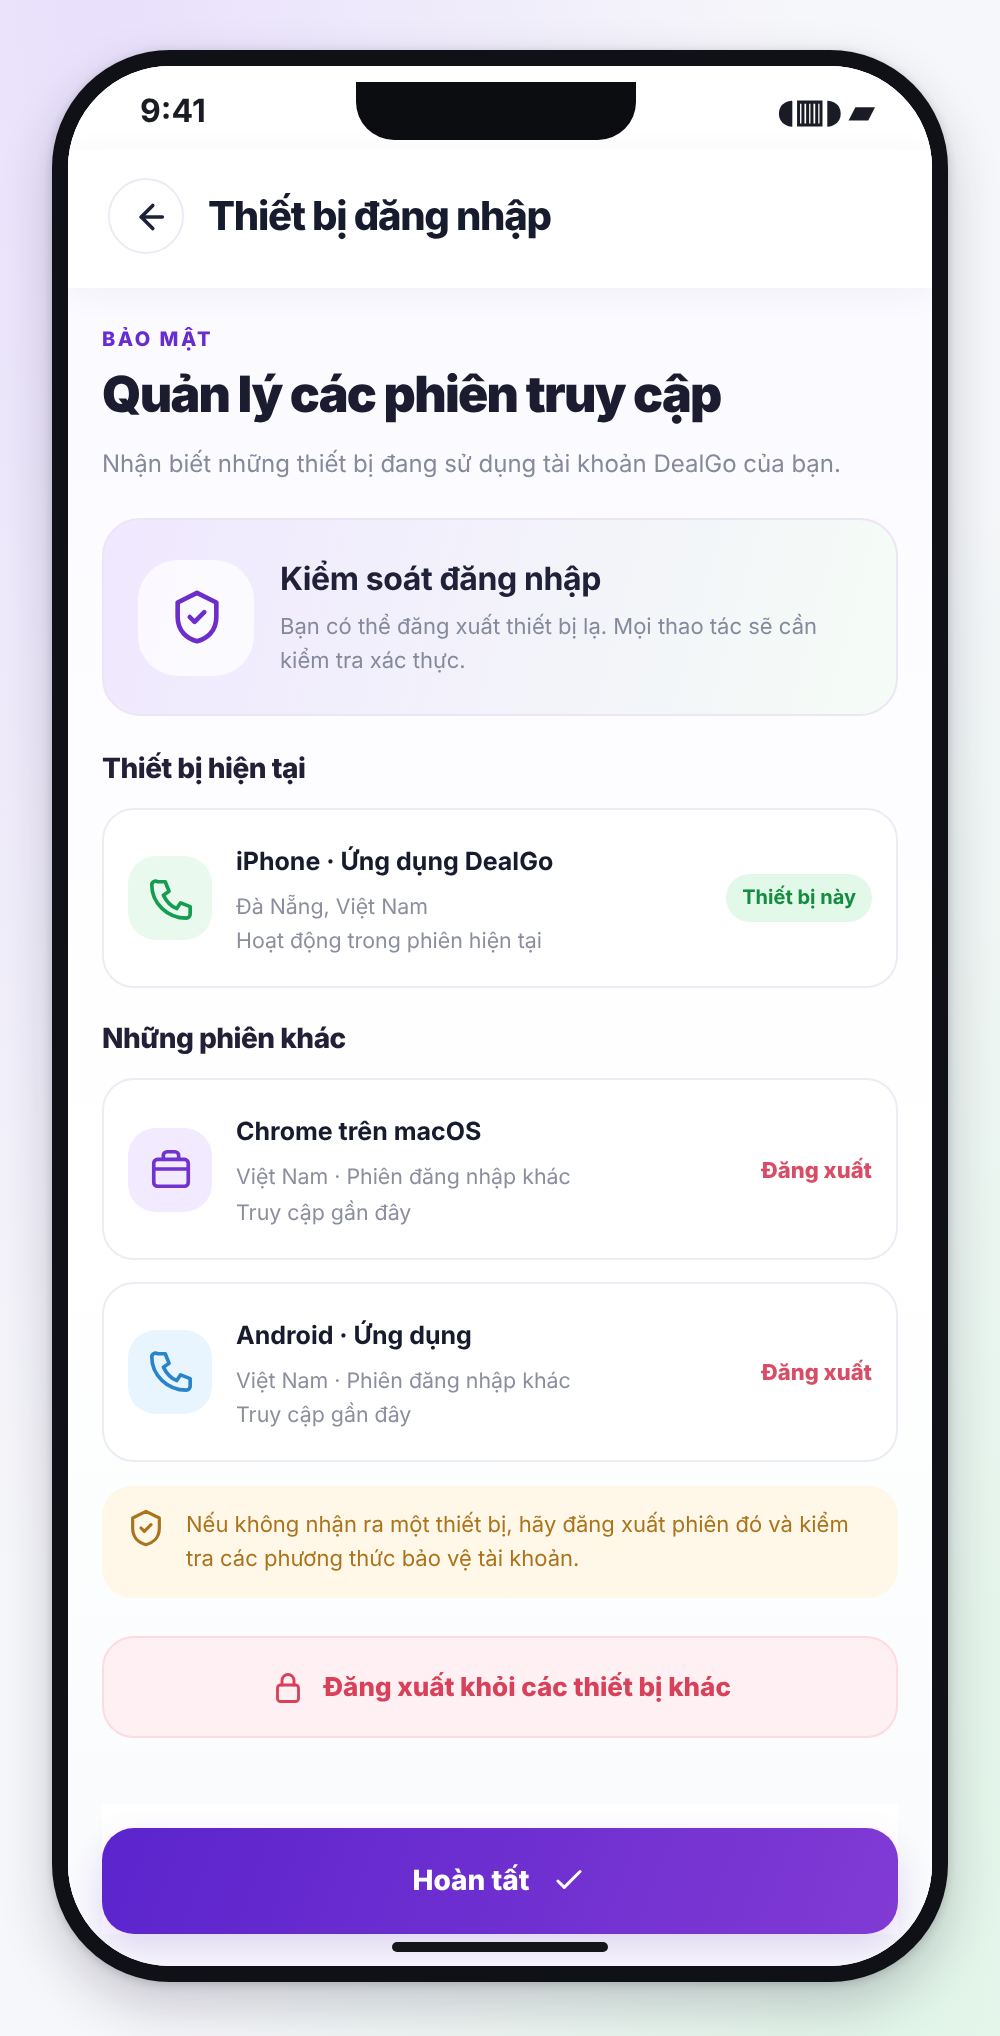 9:41
Thiết bị đăng nhập
BẢO MẬT
Quản lý các phiên truy cập
Nhận biết những thiết bị đang sử dụng tài khoản DealGo của bạn.
Kiểm soát đăng nhập
Bạn có thể đăng xuất thiết bị lạ. Mọi thao tác sẽ cần
kiểm tra xác thực.
Thiết bị hiện tại
iPhone · Ứng dụng DealGo
Đà Nẵng, Việt Nam
Hoạt động trong phiên hiện tại
Thiết bị này
Những phiên khác
Chrome trên macOS
Việt Nam · Phiên đăng nhập khác
Truy cập gần đây
Đăng xuất
Android · Ứng dụng
Việt Nam · Phiên đăng nhập khác
Truy cập gần đây
Đăng xuất
Nếu không nhận ra một thiết bị, hãy đăng xuất phiên đó và kiểm
tra các phương thức bảo vệ tài khoản.
Đăng xuất khỏi các thiết bị khác
Hoàn tất